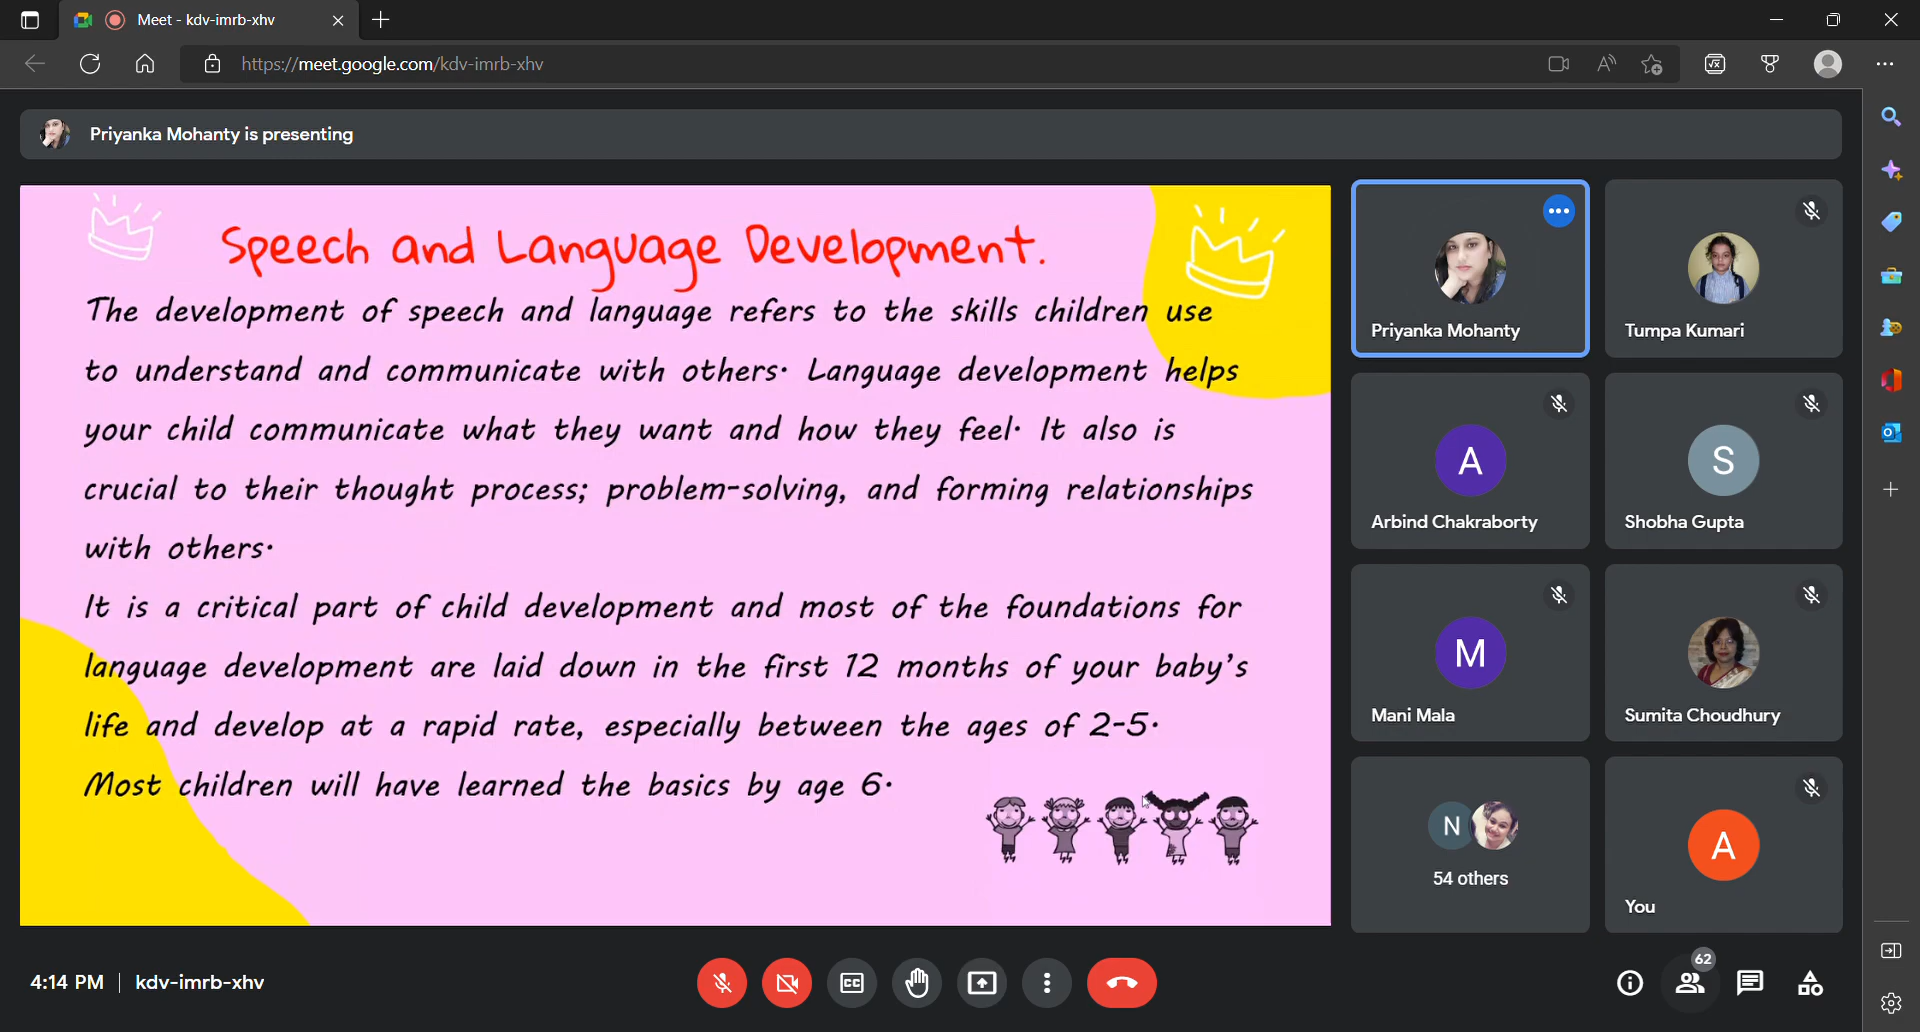 Meet - kdv-imrb-xhv
https://meet.google.com/kdv-imrb-xhv
Priyanka Mohanty is presenting
Speech and Language Development.
The development of speech and language refers to the skills children use
to understand and communicate with others. Language development helps
your child communicate what they want and how they feel. It also is
crucial to their thought process; problem-solving, and forming relationships
with others.
It is a critical part of child development and most of the foundations for
language development are laid down in the first 12 months of your baby's
life and develop at a rapid rate, especially between the ages of 2-5.
Most children will have learned the basics by age 6.
Priyanka Mohanty
Tumpa Kumari
A
Arbind Chakraborty
S
Shobha Gupta
M
Mani Mala
Sumita Choudhury
N
54 others
A
You
4:14 PM | kdv-imrb-xhv
CC
62